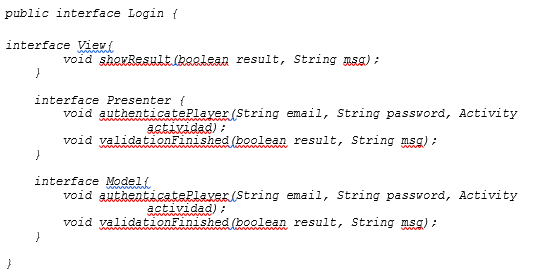 public interface Login {
interface View{
void showResult(boolean result, String msg);
}
interface Presenter {
void authenticatePlayer(String email, String password, Activity
actividad);
void validationFinished(boolean result, String msg);
}
interface Model{
void authenticatePlayer(String email, String password, Activity
actividad);
void validationFinished(boolean result, String msg);
}
}